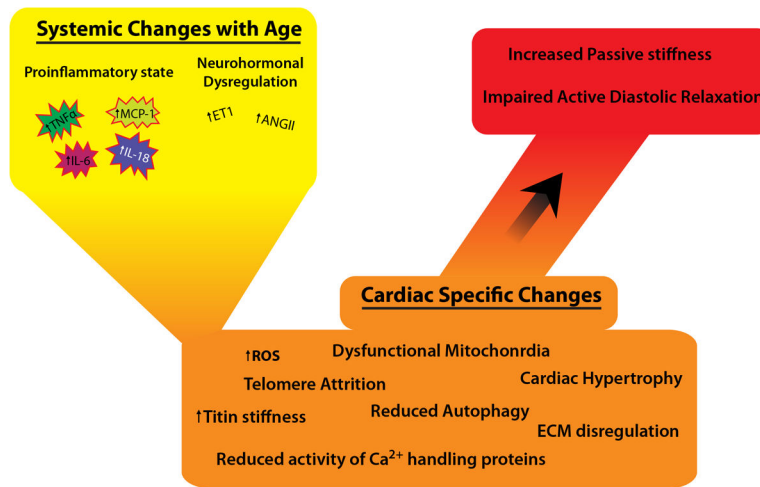 Systemic Changes with Age
Proinflammatory state
Neurohormonal
Dysregulation
↑TNFα
↑MCP-1
↑IL-6
↑IL-18
↑ET1
↑ANGII
Increased Passive stiffness
Impaired Active Diastolic Relaxation
Cardiac Specific Changes
↑ROS
Dysfunctional Mitochonrdia
Telomere Attrition
Cardiac Hypertrophy
↑Titin stiffness
Reduced Autophagy
ECM disregulation
Reduced activity of Ca²⁺ handling proteins